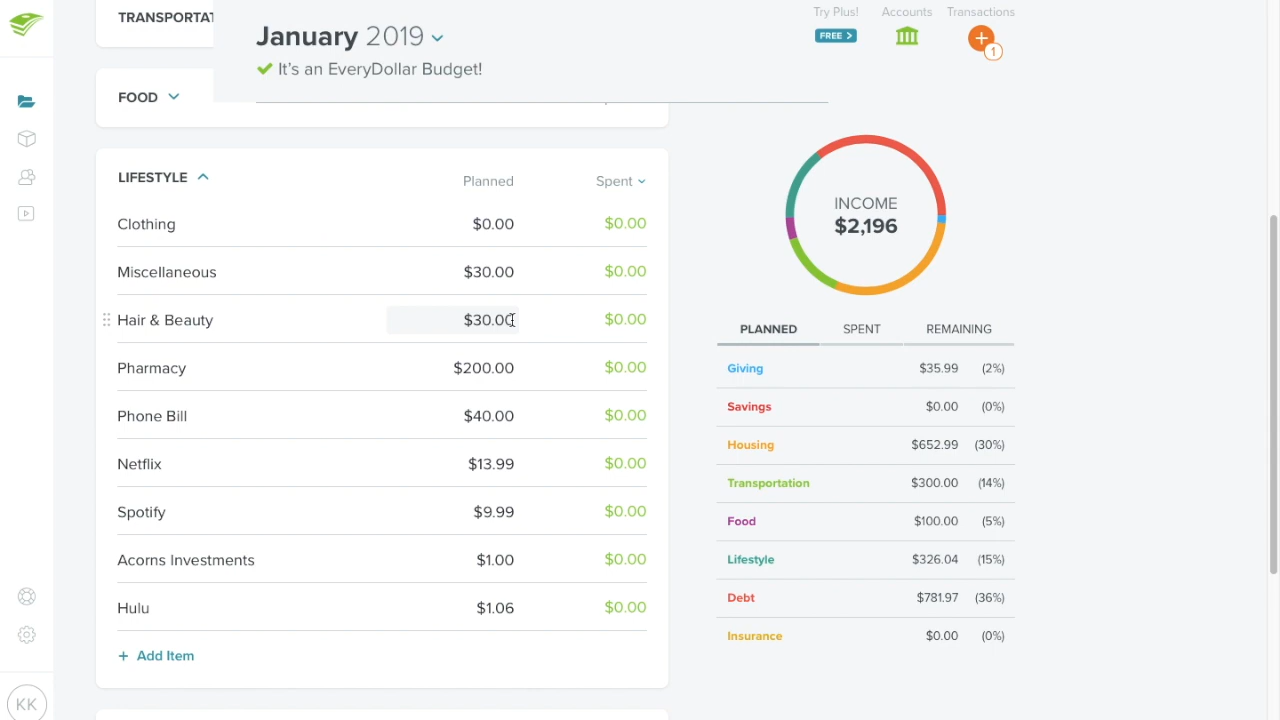 TRANSPORTAT
January 2019
It's an EveryDollar Budget!
Try Plus!
FREE >
Accounts
Transactions
1
FOOD
LIFESTYLE Planned Spent
Clothing $0.00 $0.00
Miscellaneous $30.00 $0.00
Hair & Beauty $30.00 $0.00
Pharmacy $200.00 $0.00
Phone Bill $40.00 $0.00
Netflix $13.99 $0.00
Spotify $9.99 $0.00
Acorns Investments $1.00 $0.00
Hulu $1.06 $0.00
+ Add Item
INCOME
$2,196
PLANNED SPENT REMAINING
Giving $35.99 (2%)
Savings $0.00 (0%)
Housing $652.99 (30%)
Transportation $300.00 (14%)
Food $100.00 (5%)
Lifestyle $326.04 (15%)
Debt $781.97 (36%)
Insurance $0.00 (0%)
KK